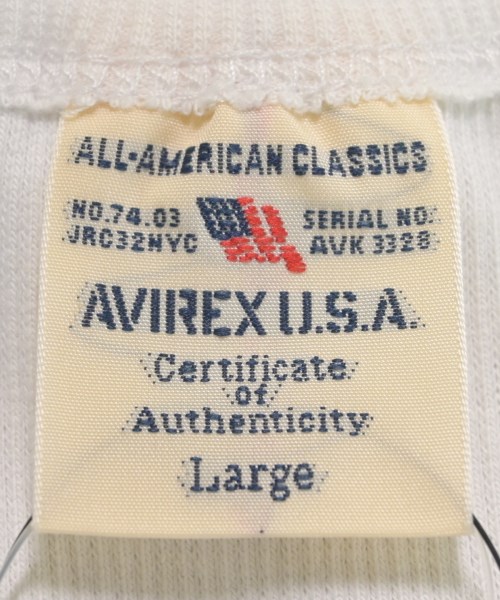 ALL-AMERICAN CLASSICS
NO.74.03
JRC32NYC
SERIAL NO.
AVK 3328
AVIREX U.S.A.
Certificate
of
Authenticity
Large